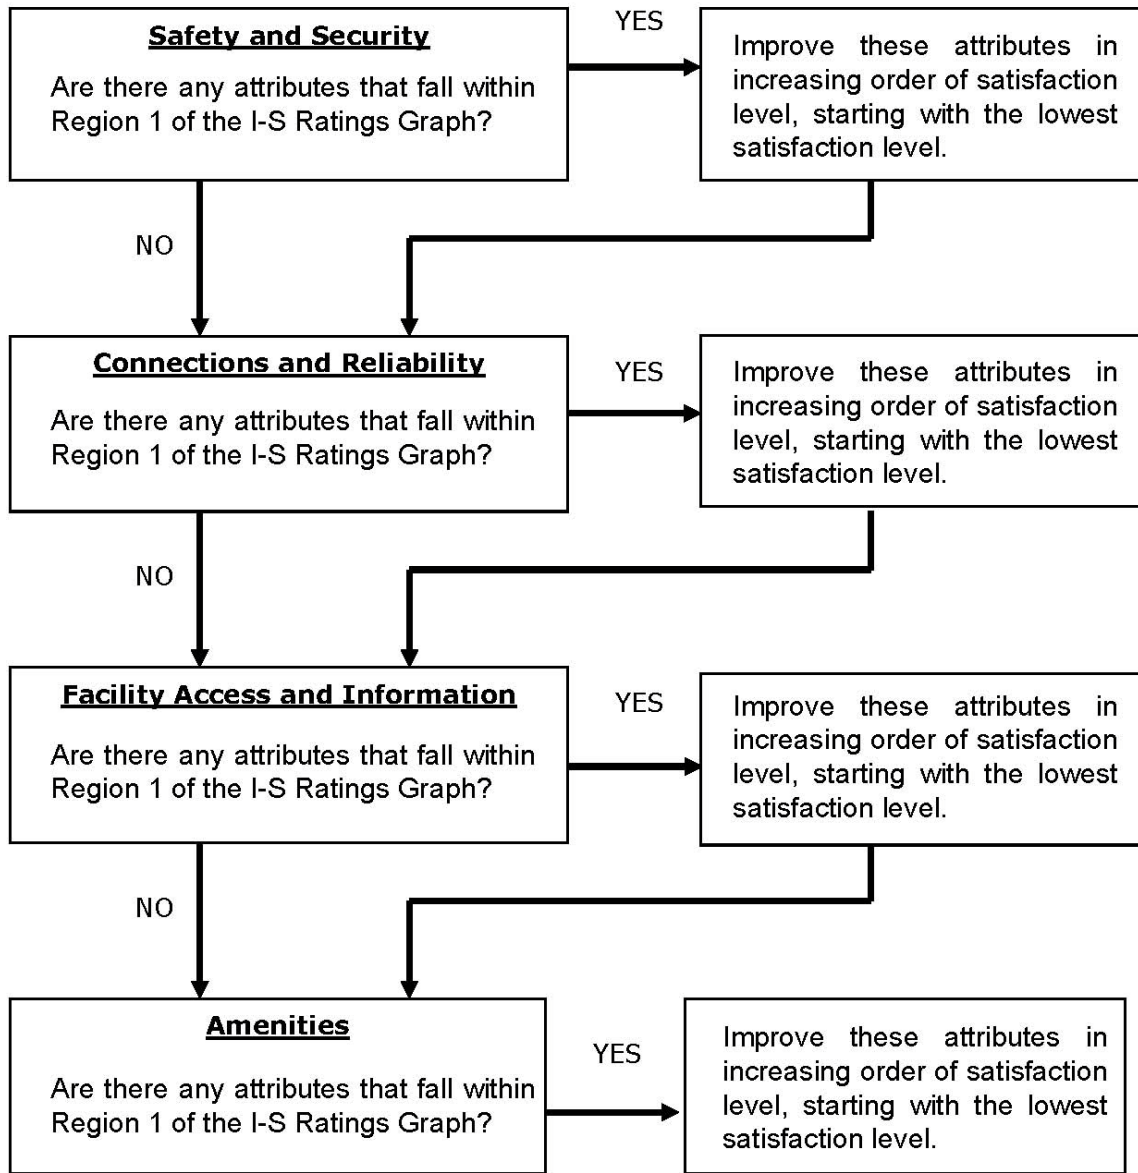 Safety and Security
Are there any attributes that fall within
Region 1 of the I-S Ratings Graph?
YES
Improve these attributes in
increasing order of satisfaction
level, starting with the lowest
satisfaction level.
NO
Connections and Reliability
Are there any attributes that fall within
Region 1 of the I-S Ratings Graph?
YES
Improve these attributes in
increasing order of satisfaction
level, starting with the lowest
satisfaction level.
NO
Facility Access and Information
Are there any attributes that fall within
Region 1 of the I-S Ratings Graph?
YES
Improve these attributes in
increasing order of satisfaction
level, starting with the lowest
satisfaction level.
NO
Amenities
Are there any attributes that fall within
Region 1 of the I-S Ratings Graph?
YES
Improve these attributes in
increasing order of satisfaction
level, starting with the lowest
satisfaction level.